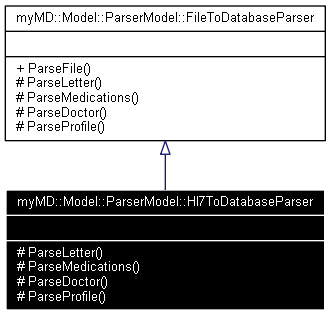 myMD::Model::ParserModel::FileToDatabaseParser
+ ParseFile()
# ParseLetter()
# ParseMedications()
# ParseDoctor()
# ParseProfile()
myMD::Model::ParserModel::Hl7ToDatabaseParser
# ParseLetter()
# ParseMedications()
# ParseDoctor()
# ParseProfile()